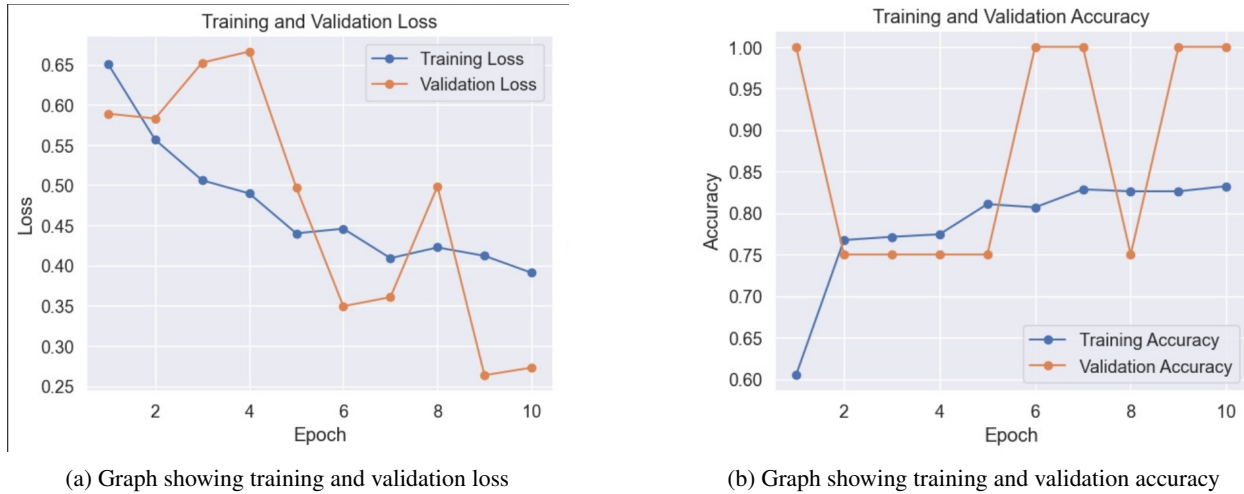 Training and Validation Loss
Training Loss
Validation Loss
0.65
0.60
0.55
0.50
0.45
0.40
0.35
0.30
0.25
Loss
2 4 6 8 10
Epoch
(a) Graph showing training and validation loss
Training and Validation Accuracy
1.00
0.95
0.90
0.85
0.80
0.75
0.70
0.65
0.60
Accuracy
Training Accuracy
Validation Accuracy
2 4 6 8 10
Epoch
(b) Graph showing training and validation accuracy